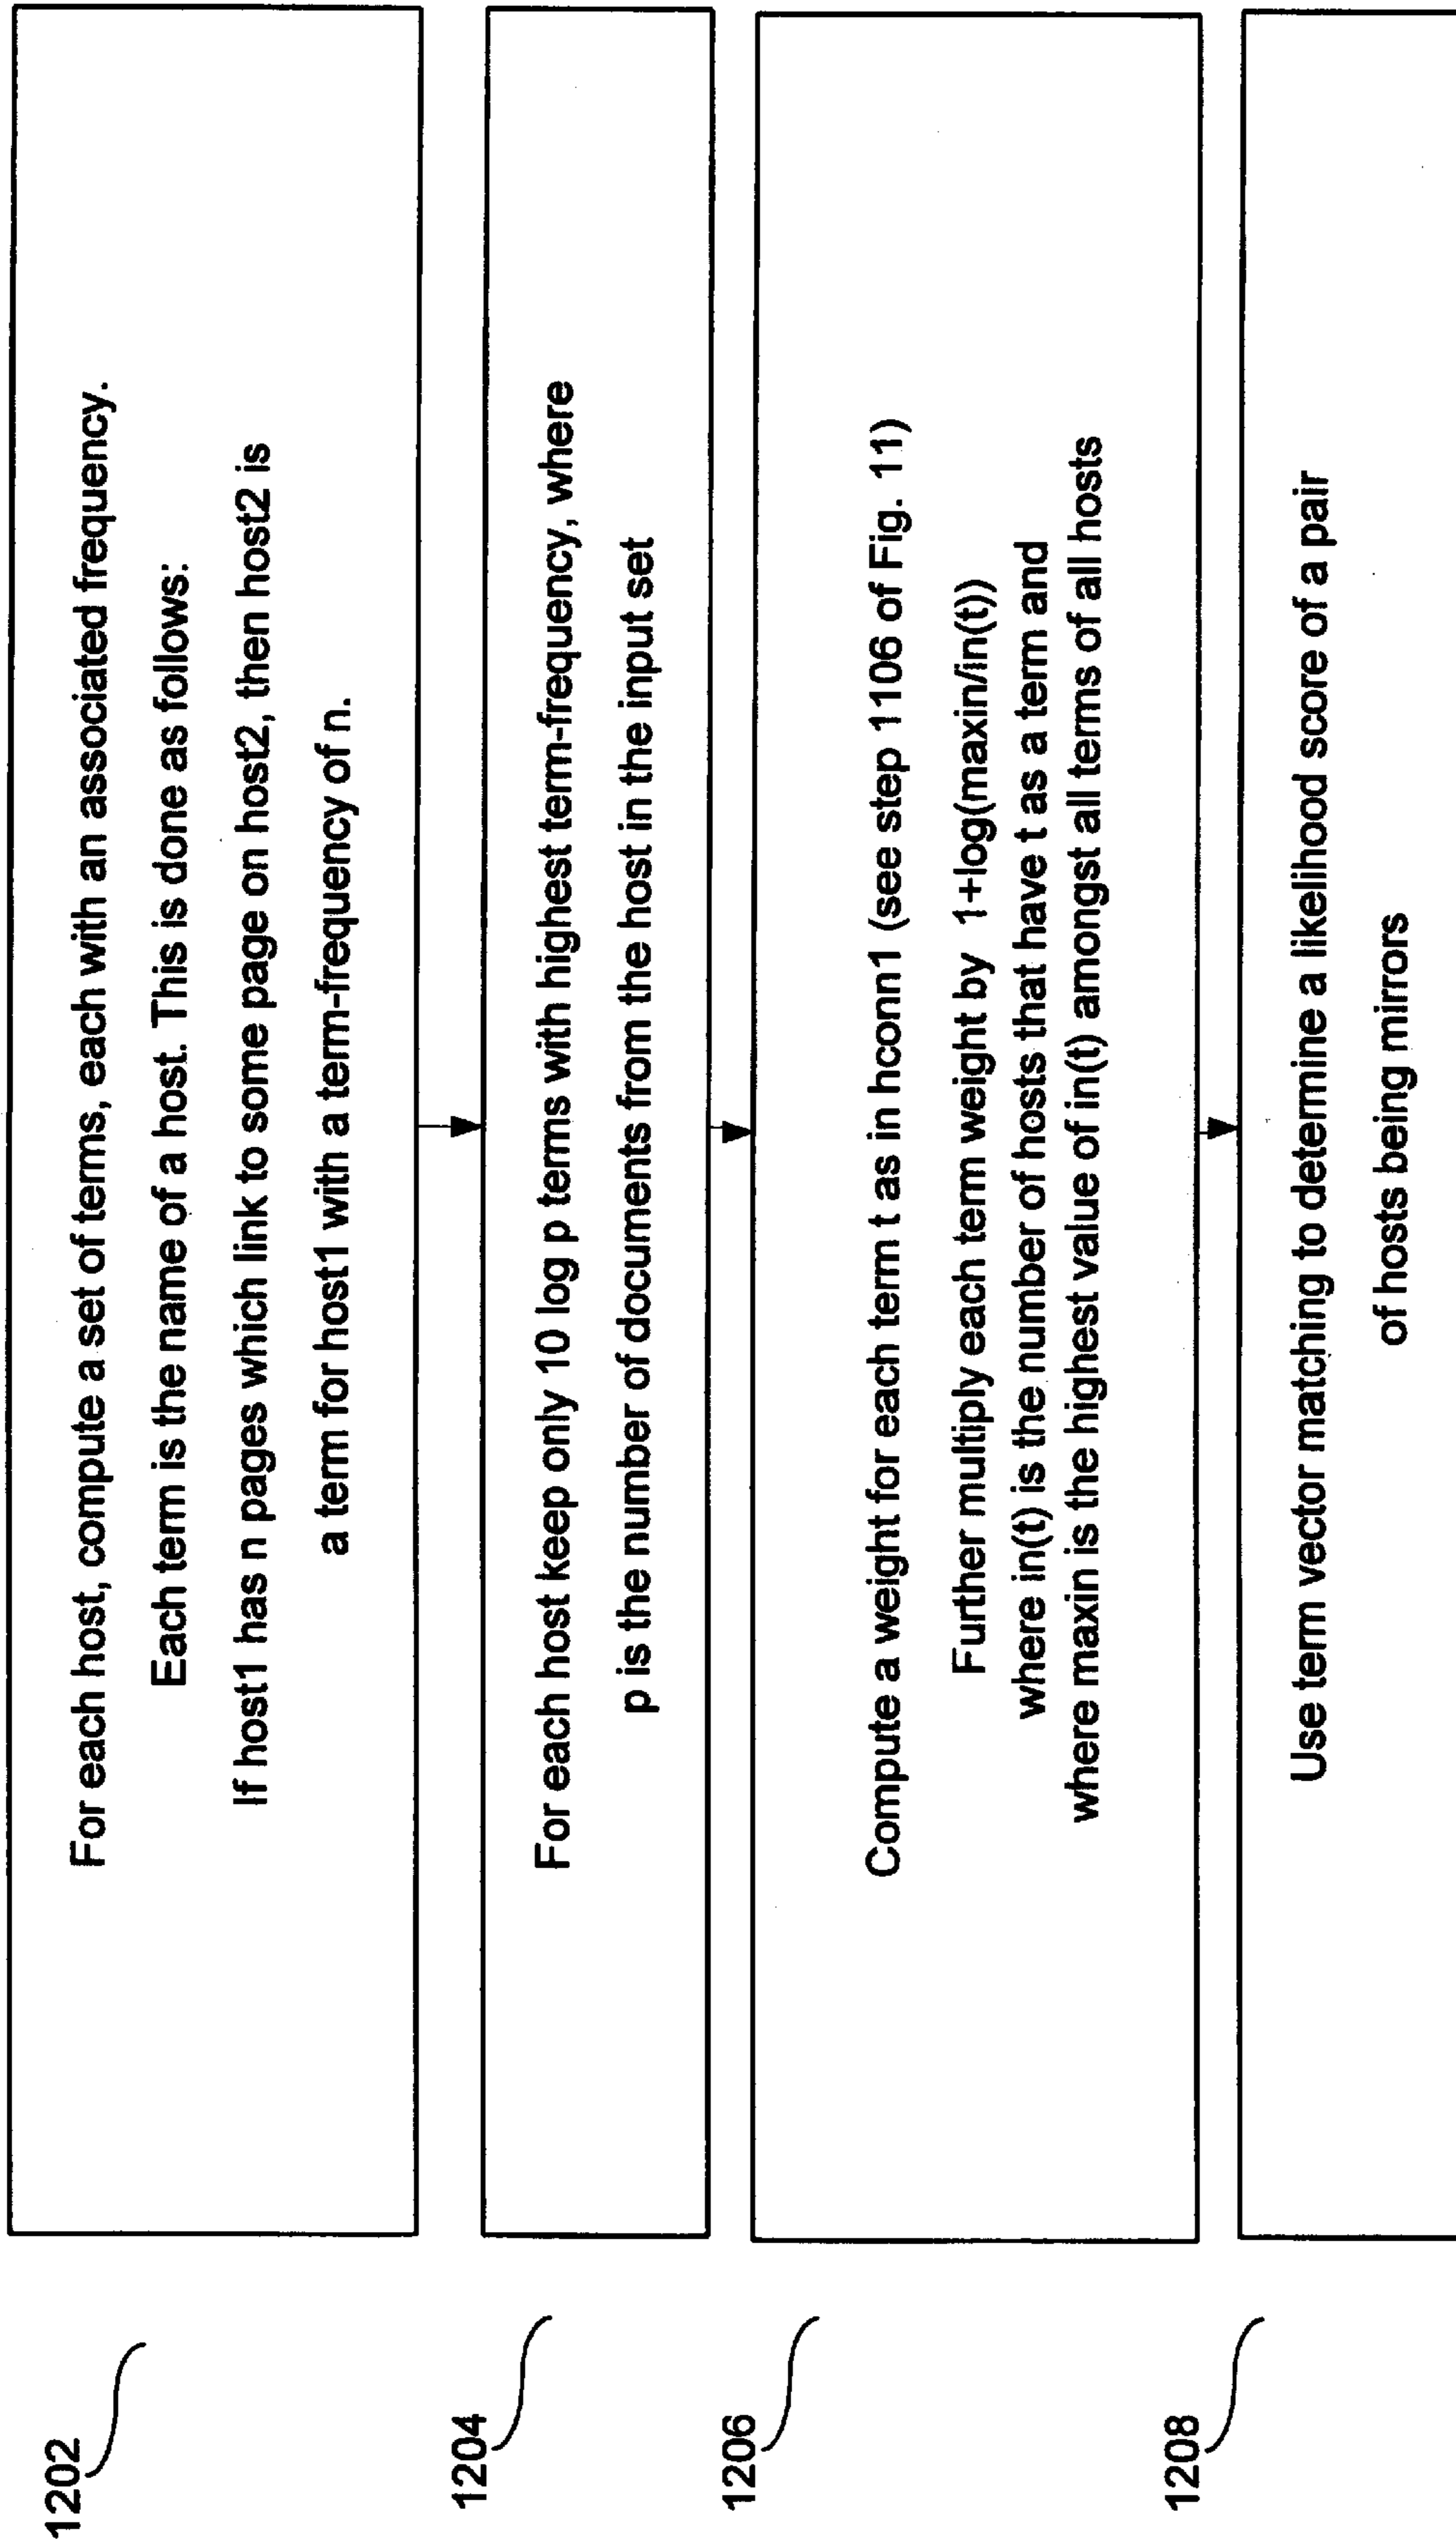 1202
For each host, compute a set of terms, each with an associated frequency.
Each term is the name of a host. This is done as follows:
If host1 has n pages which link to some page on host2, then host2 is
a term for host1 with a term-frequency of n.
1204
For each host keep only 10 log p terms with highest term-frequency, where
p is the number of documents from the host in the input set
1206
Compute a weight for each term t as in hconn1 (see step 1106 of Fig. 11)
Further multiply each term weight by 1+log(maxin/in(t))
where in(t) is the number of hosts that have t as a term and
where maxin is the highest value of in(t) amongst all terms of all hosts
1208
Use term vector matching to determine a likelihood score of a pair
of hosts being mirrors